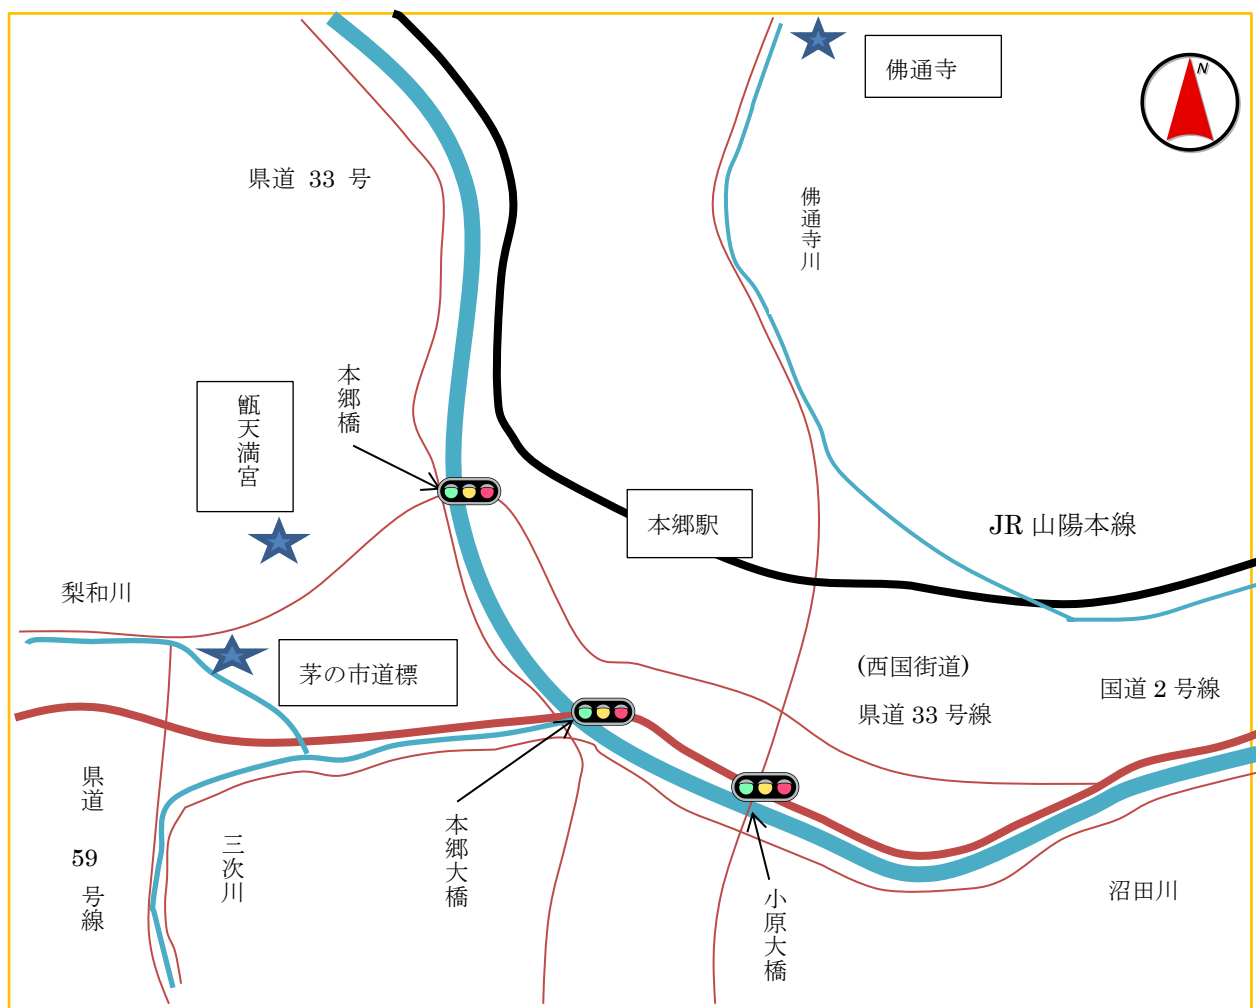 佛通寺
N
県道 33 号
佛通寺川
本郷橋
甑天満宮
本郷駅
JR 山陽本線
梨和川
茅の市道標
(西国街道)
県道 33 号線
国道 2 号線
県道 59 号線
三次川
本郷大橋
小原大橋
沼田川